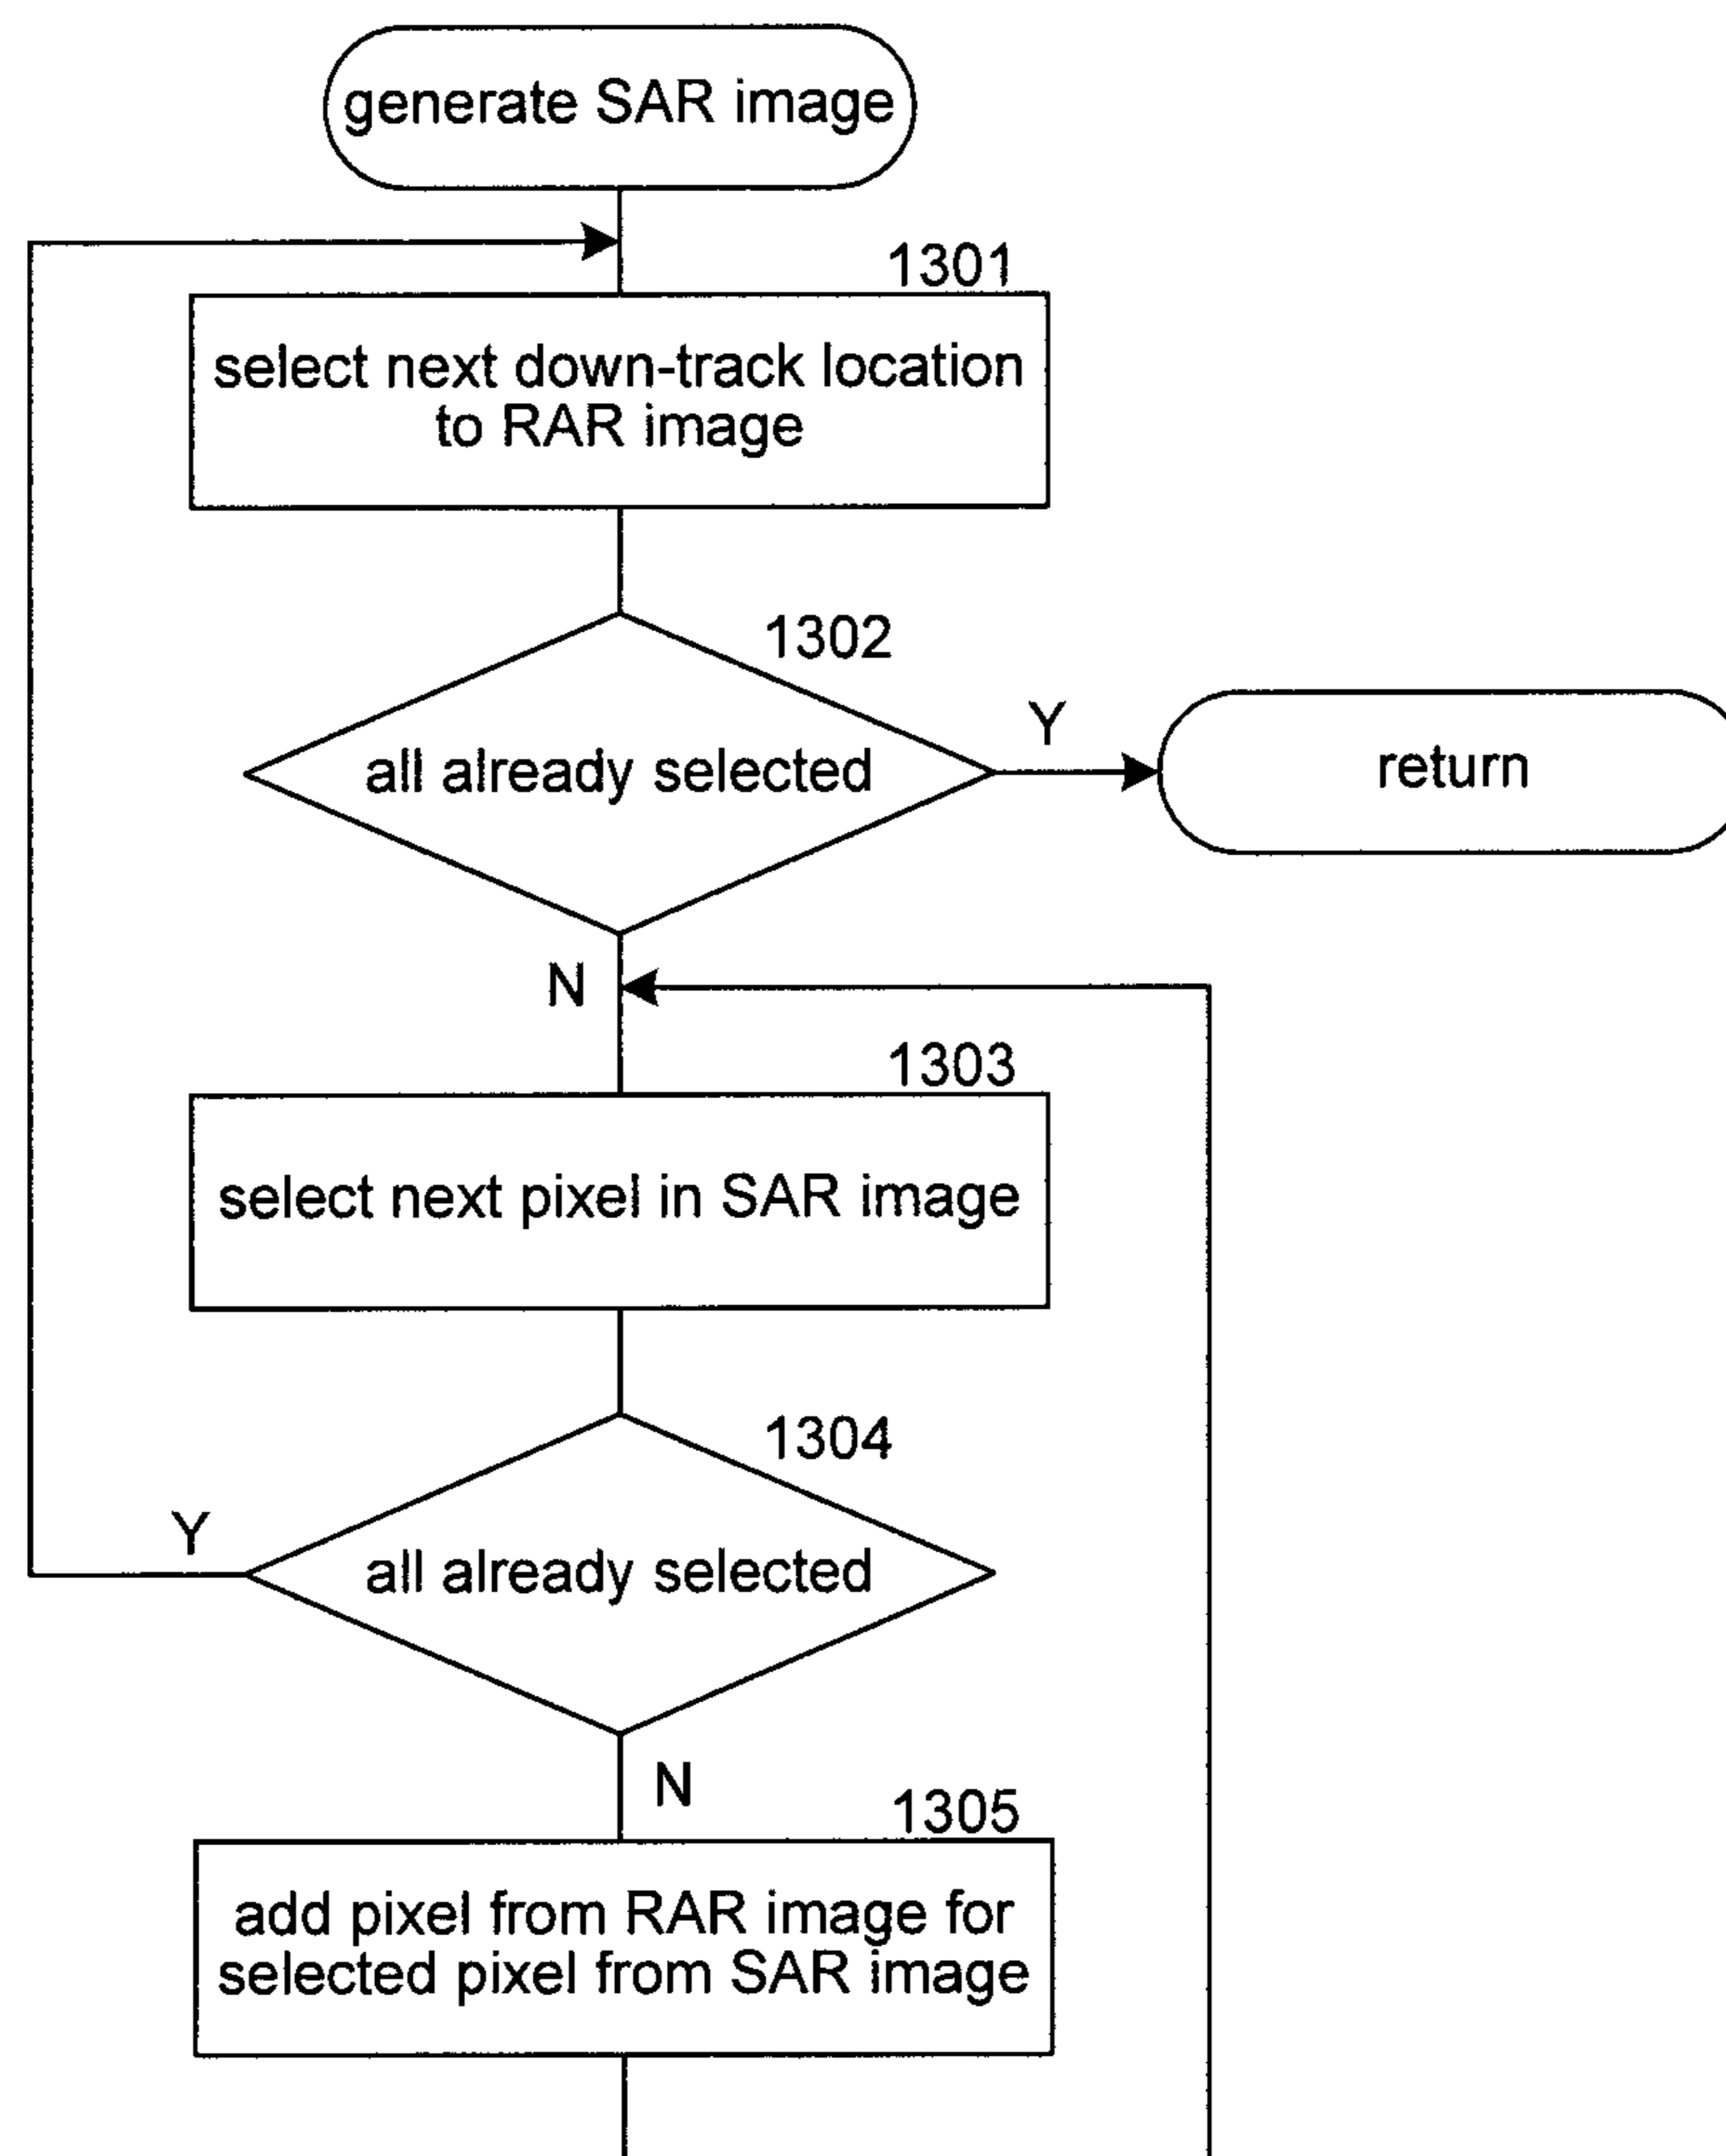 generate SAR image
1301
select next down-track location
to RAR image
1302
all already selected
Y
return
N
1303
select next pixel in SAR image
1304
Y
all already selected
N
1305
add pixel from RAR image for
selected pixel from SAR image